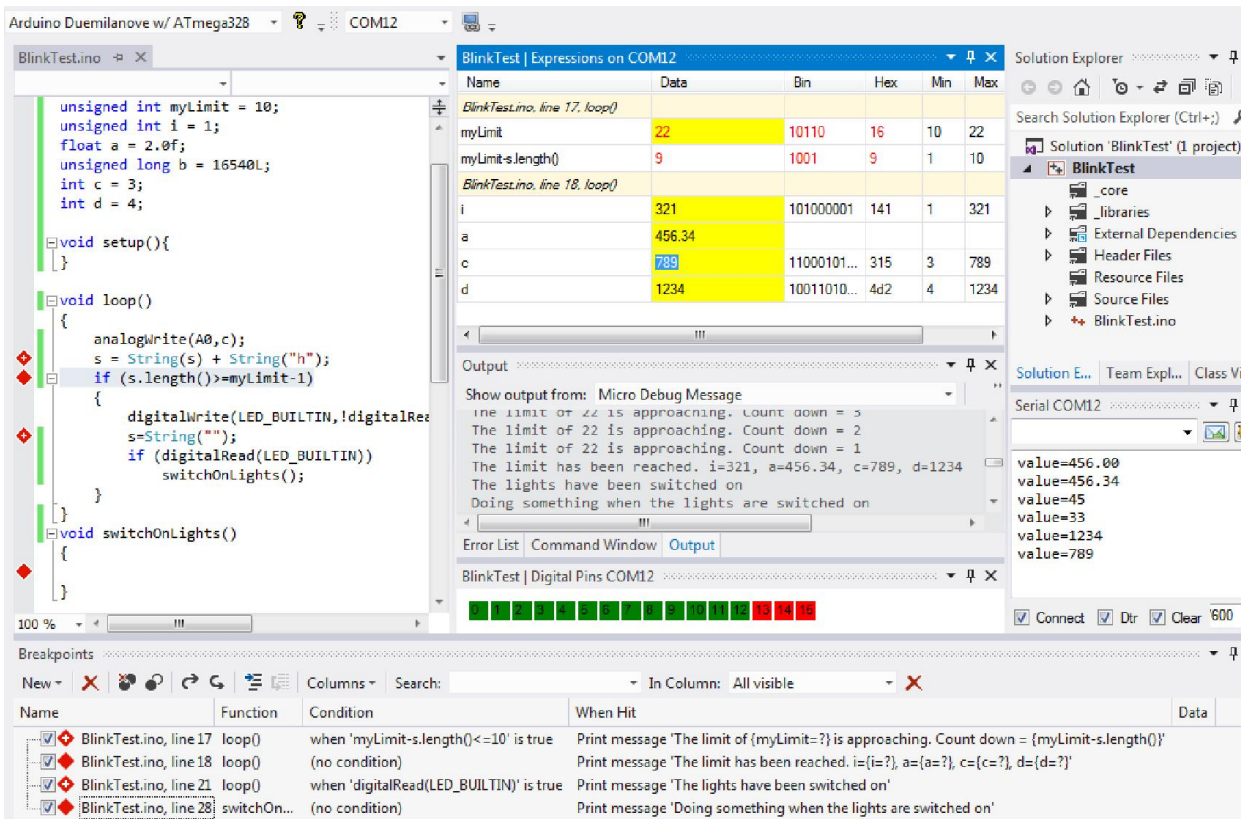 Arduino Duemilanove w/ ATmega328 COM12
BlinkTest.ino
unsigned int myLimit = 10;
unsigned int i = 1;
float a = 2.0f;
unsigned long b = 16540L;
int c = 3;
int d = 4;
void setup(){
}
void loop()
{
analogWrite(A0,c);
s = String(s) + String("h");
if (s.length()>=myLimit-1)
{
digitalWrite(LED_BUILTIN,!digitalRea
s=String("");
if (digitalRead(LED_BUILTIN))
switchOnLights();
}
}
void switchOnLights()
{
}
100 %
BlinkTest | Expressions on COM12
Name Data Bin Hex Min Max
BlinkTest.ino, line 17, loop()
myLimit 22 10110 16 10 22
myLimit-s.length() 9 1001 9 1 10
BlinkTest.ino, line 18, loop()
i 321 101000001 141 1 321
a 456.34
c 789 11000101... 315 3 789
d 1234 10011010... 4d2 4 1234
Output
Show output from: Micro Debug Message
The limit of 22 is approaching. Count down = 3
The limit of 22 is approaching. Count down = 2
The limit of 22 is approaching. Count down = 1
The limit has been reached. i=321, a=456.34, c=789, d=1234
The lights have been switched on
Doing something when the lights are switched on
Error List Command Window Output
BlinkTest | Digital Pins COM12
0 1 2 3 4 5 6 7 8 9 10 11 12 13 14 15
Solution Explorer
Search Solution Explorer (Ctrl+;)
Solution 'BlinkTest' (1 project)
BlinkTest
_core
_libraries
External Dependencies
Header Files
Resource Files
Source Files
BlinkTest.ino
Solution E... Team Expl... Class Vi
Serial COM12
value=456.00
value=456.34
value=45
value=33
value=1234
value=789
Connect Dtr Clear 600
Breakpoints
New Columns Search: In Column: All visible
Name Function Condition When Hit Data
BlinkTest.ino, line 17 loop() when 'myLimit-s.length()<=10' is true Print message 'The limit of {myLimit=?} is approaching. Count down = {myLimit-s.length()}'
BlinkTest.ino, line 18 loop() (no condition) Print message 'The limit has been reached. i={i=?}, a={a=?}, c={c=?}, d={d=?}'
BlinkTest.ino, line 21 loop() when 'digitalRead(LED_BUILTIN)' is true Print message 'The lights have been switched on'
BlinkTest.ino, line 28 switchOn... (no condition) Print message 'Doing something when the lights are switched on'